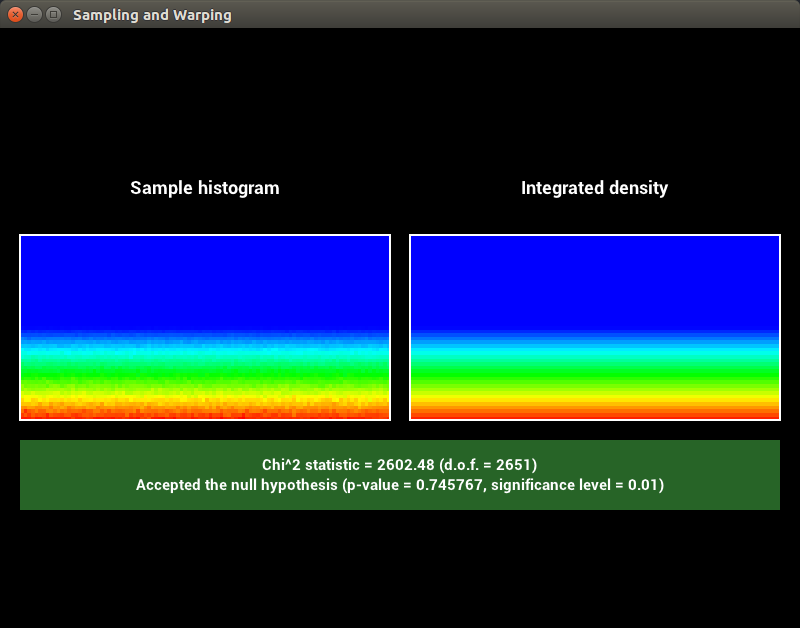 Sampling and Warping
Sample histogram
Integrated density
Chi^2 statistic = 2602.48 (d.o.f. = 2651)
Accepted the null hypothesis (p-value = 0.745767, significance level = 0.01)